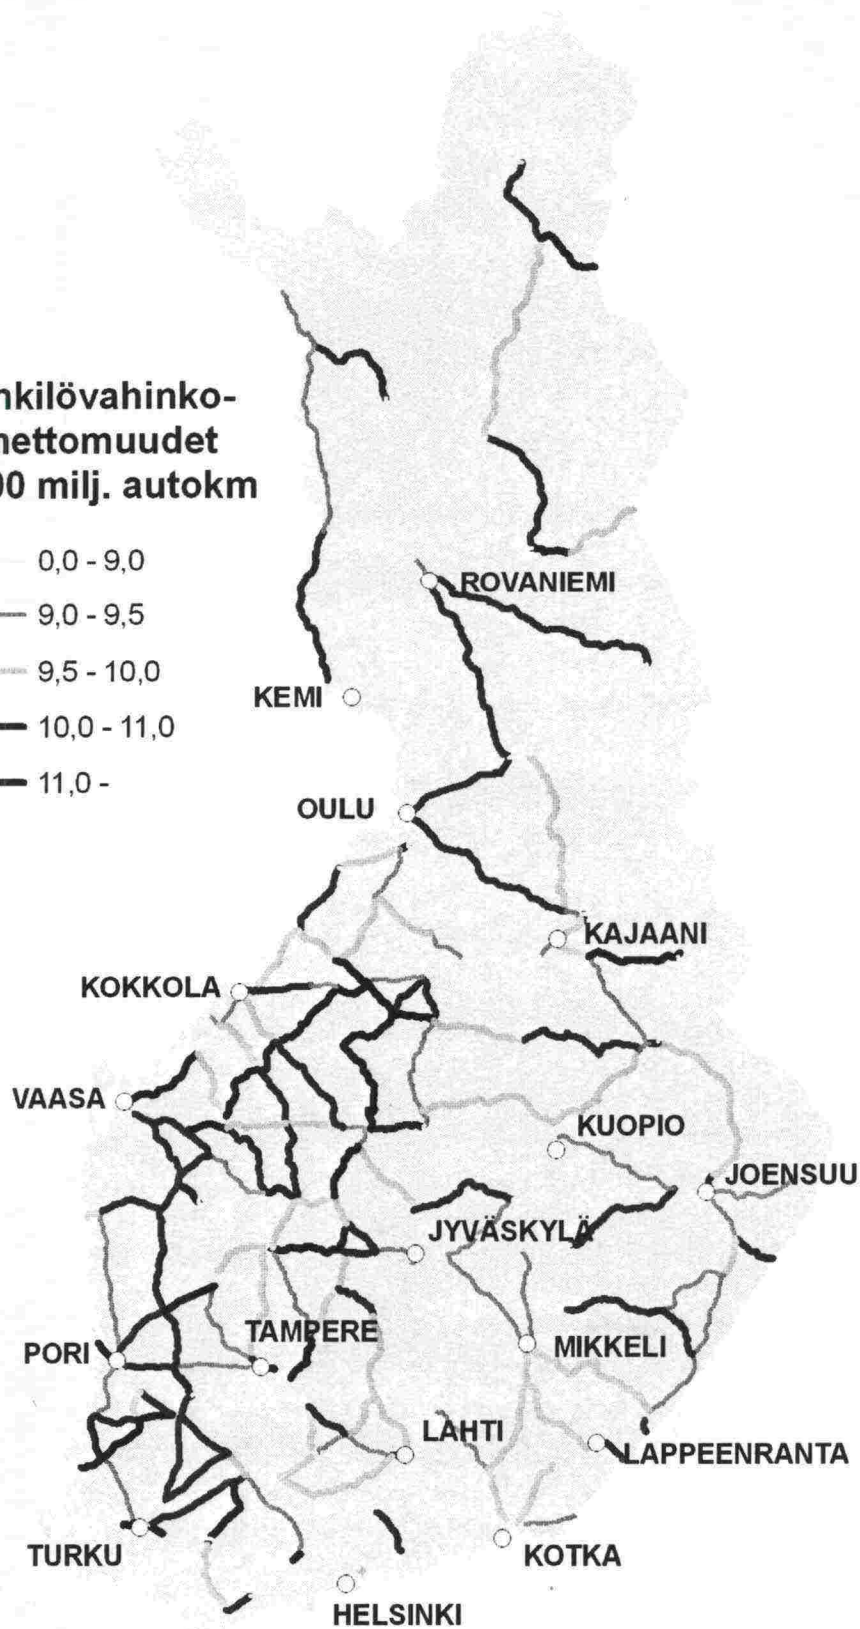 nkilövahinko-
nettomuudet
00 milj. autokm
0,0 - 9,0
9,0 - 9,5
9,5 - 10,0
10,0 - 11,0
11,0 -
ROVANIEMI
KEMI
OULU
KAJAANI
KOKKOLA
VAASA
KUOPIO
JOENSUU
JYVÄSKYLÄ
TAMPERE
PORI
MIKKELI
LAHTI
LAPPEENRANTA
TURKU
KOTKA
HELSINKI